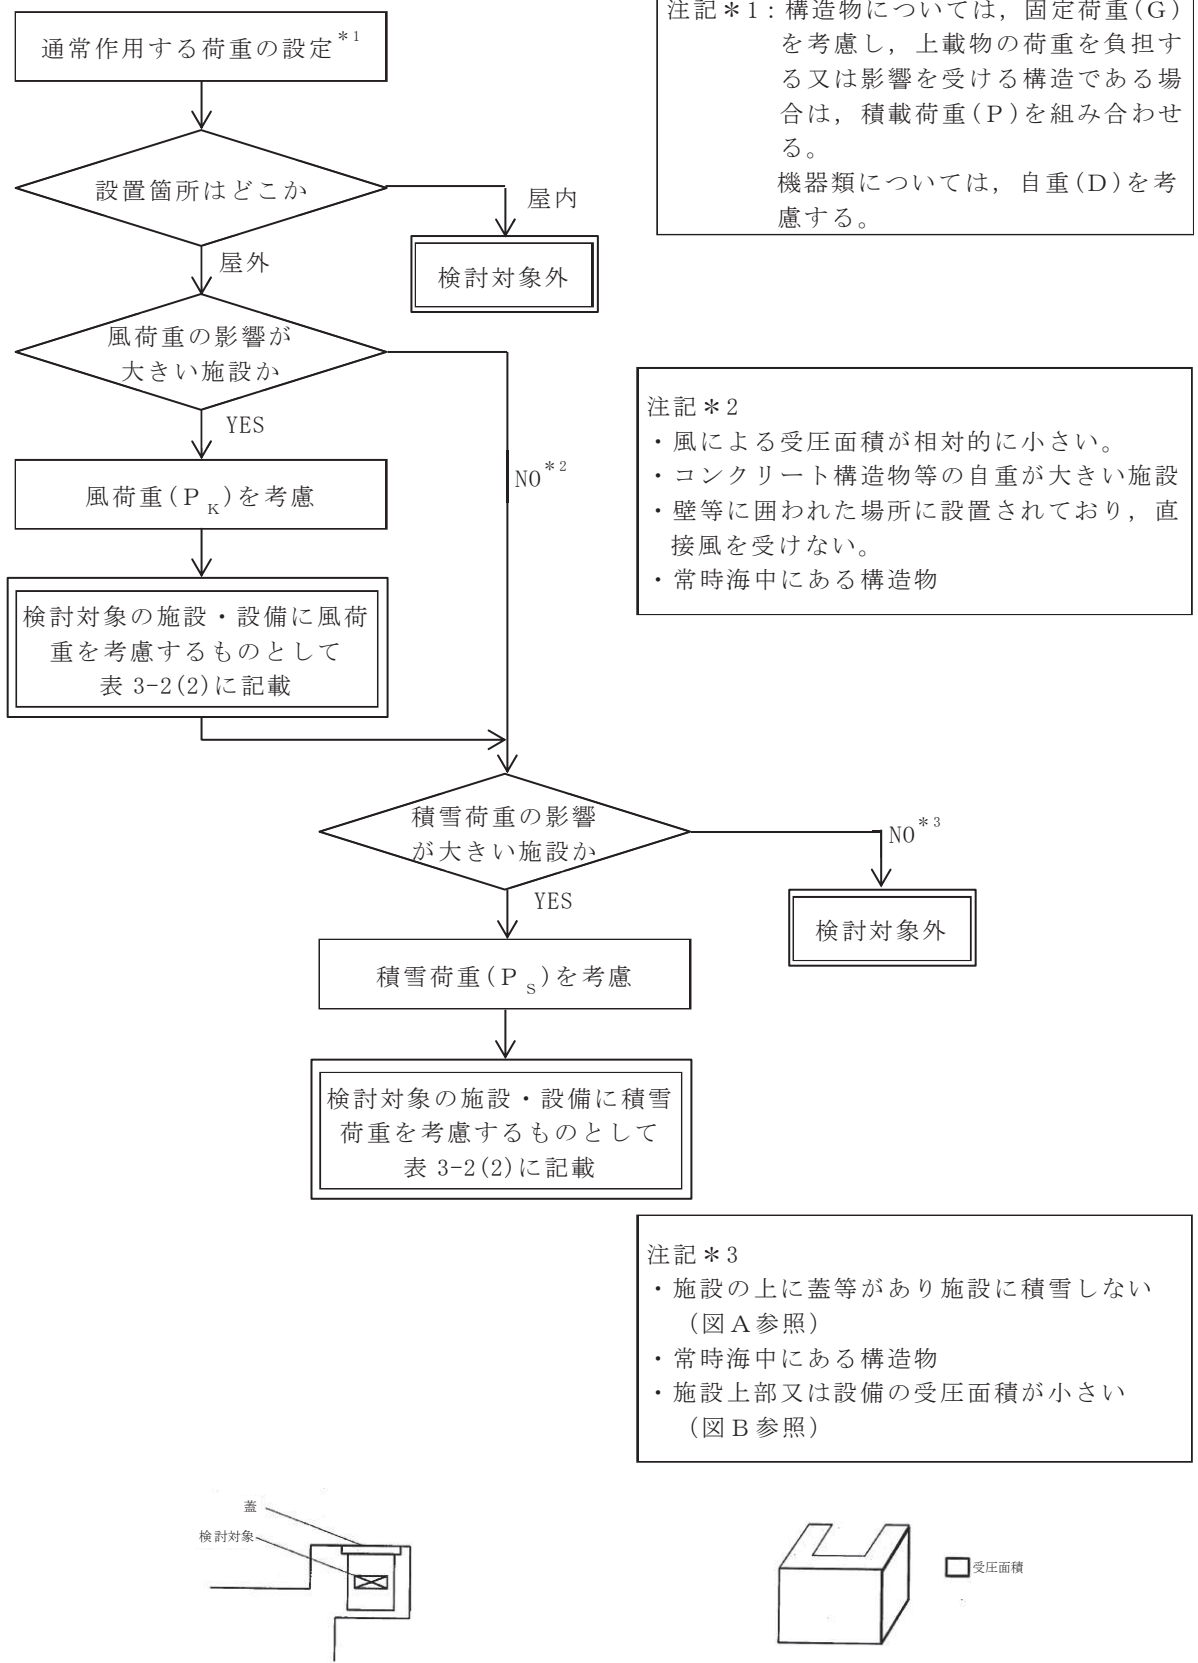 通常作用する荷重の設定*1
注記*1:構造物については,固定荷重(G)
を考慮し,上載物の荷重を負担す
る又は影響を受ける構造である場
合は,積載荷重(P)を組み合わせ
る。
機器類については,自重(D)を考
慮する。
設置箇所はどこか
屋内
検討対象外
屋外
風荷重の影響が
大きい施設か
YES
NO*2
注記*2
・風による受圧面積が相対的に小さい。
・コンクリート構造物等の自重が大きい施設
・壁等に囲われた場所に設置されており,直
接風を受けない。
・常時海中にある構造物
風荷重(PK)を考慮
検討対象の施設・設備に風荷
重を考慮するものとして
表 3-2(2)に記載
積雪荷重の影響
が大きい施設か
NO*3
検討対象外
YES
積雪荷重(PS)を考慮
検討対象の施設・設備に積雪
荷重を考慮するものとして
表 3-2(2)に記載
注記*3
・施設の上に蓋等があり施設に積雪しない
(図A参照)
・常時海中にある構造物
・施設上部又は設備の受圧面積が小さい
(図B参照)
蓋
検討対象
受圧面積